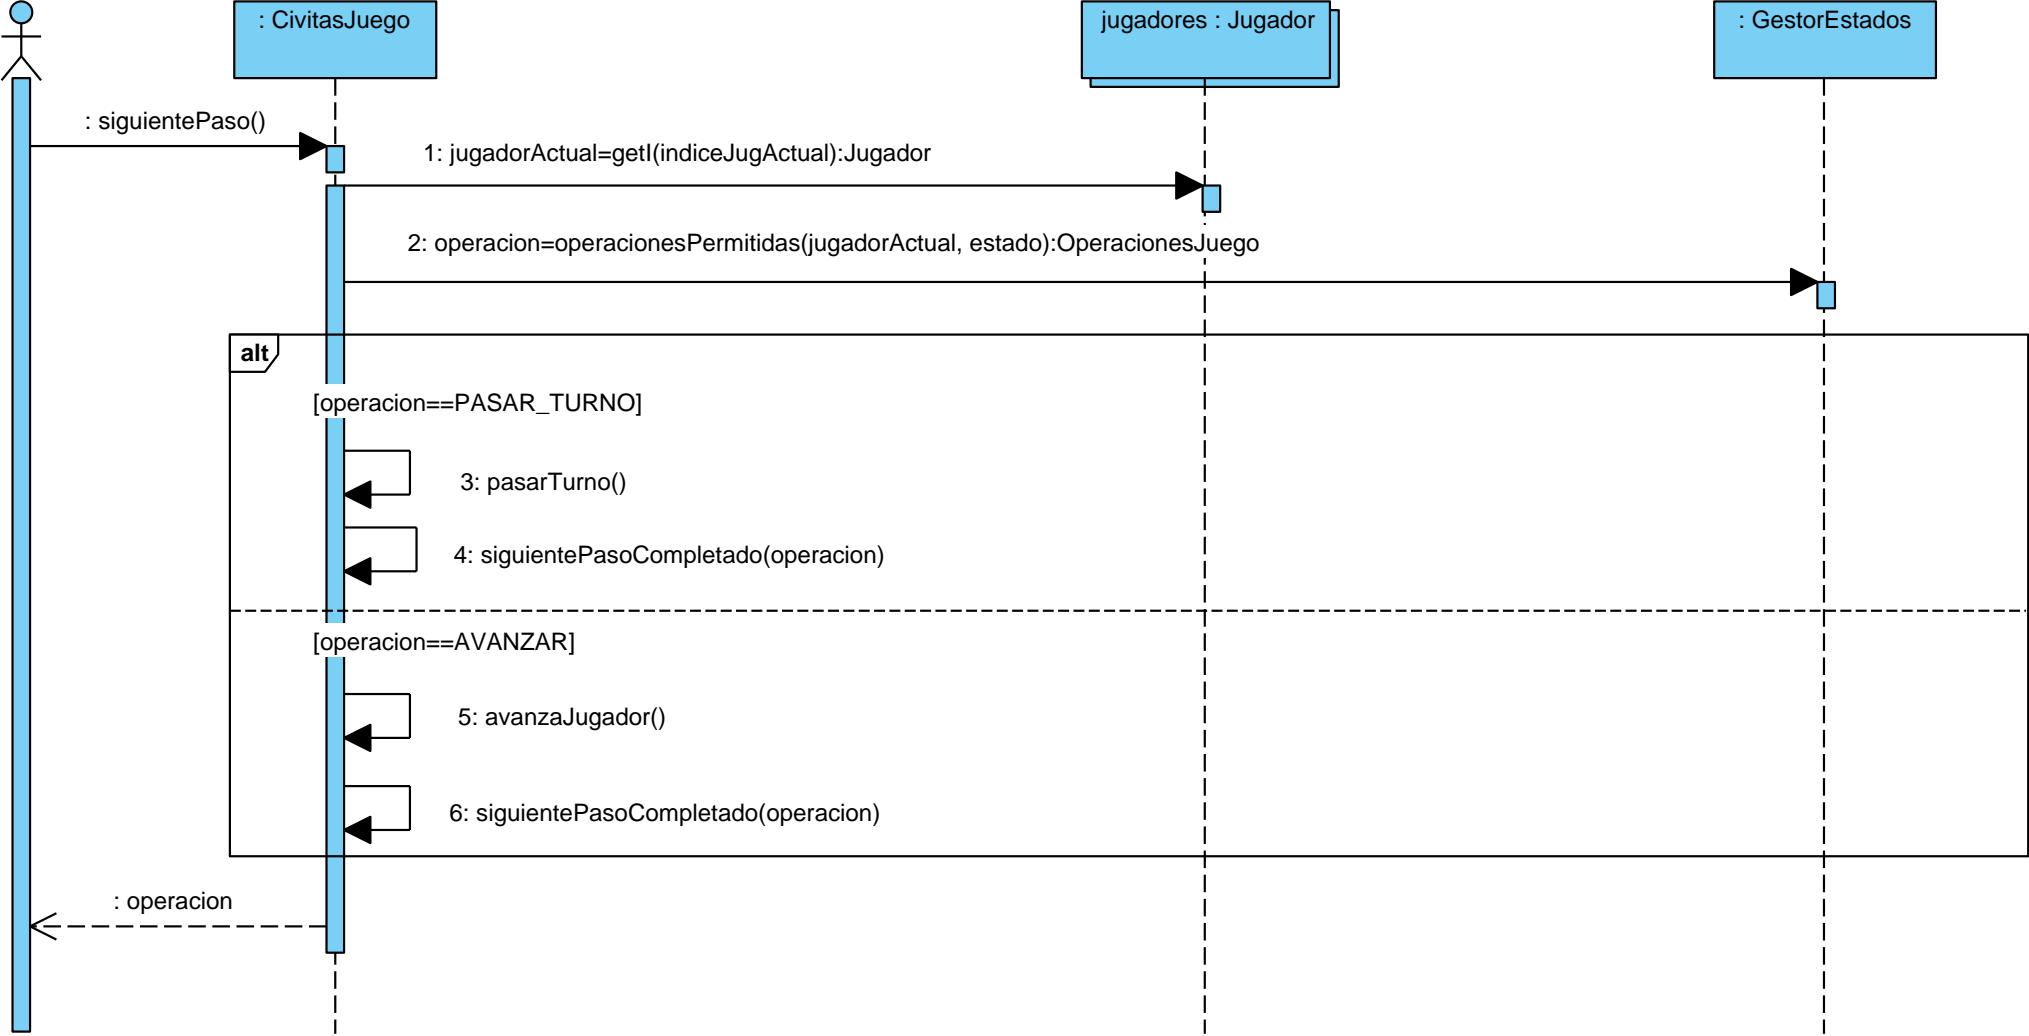 : CivitasJuego
jugadores : Jugador
: GestorEstados
: siguientePaso()
1: jugadorActual=getI(indiceJugActual):Jugador
2: operacion=operacionesPermitidas(jugadorActual, estado):OperacionesJuego
alt
[operacion==PASAR_TURNO]
3: pasarTurno()
4: siguientePasoCompletado(operacion)
[operacion==AVANZAR]
5: avanzaJugador()
6: siguientePasoCompletado(operacion)
: operacion